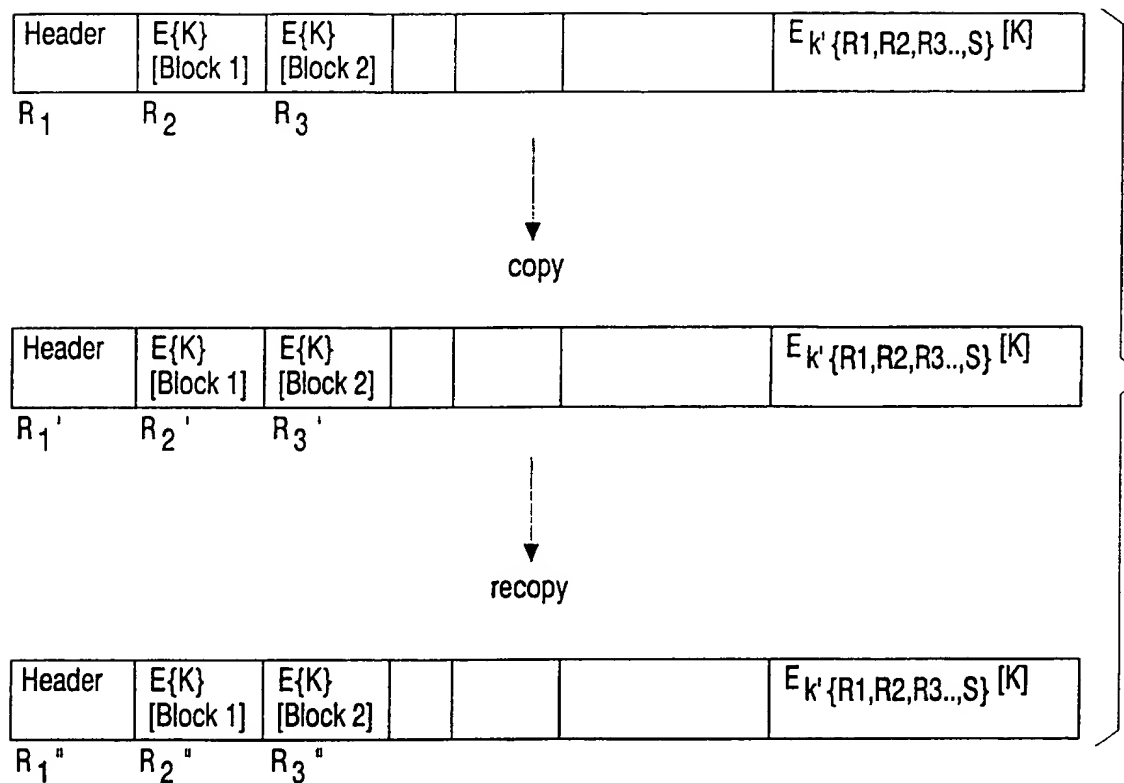 Header E{K} E{K} E k' {R1,R2,R3..,S} [K]
[Block 1] [Block 2]
R 1 R 2 R 3
copy
Header E{K} E{K} E k' {R1,R2,R3..,S} [K]
[Block 1] [Block 2]
R 1 ' R 2 ' R 3 '
recopy
Header E{K} E{K} E k' {R1,R2,R3..,S} [K]
[Block 1] [Block 2]
R 1 " R 2 " R 3 "